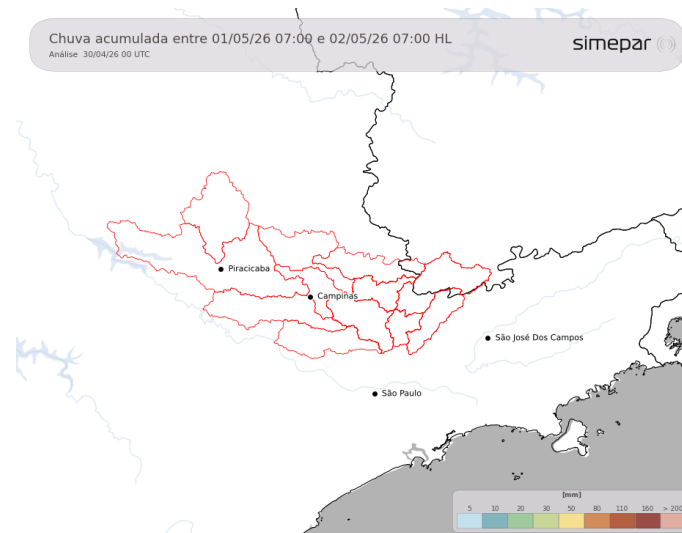 Chuva acumulada entre 01/05/26 07:00 e 02/05/26 07:00 HL
Análise 30/04/26 00 UTC
simepar
Piracicaba
Campinas
São José Dos Campos
São Paulo
[mm]
5 10 20 30 50 80 110 160 > 200